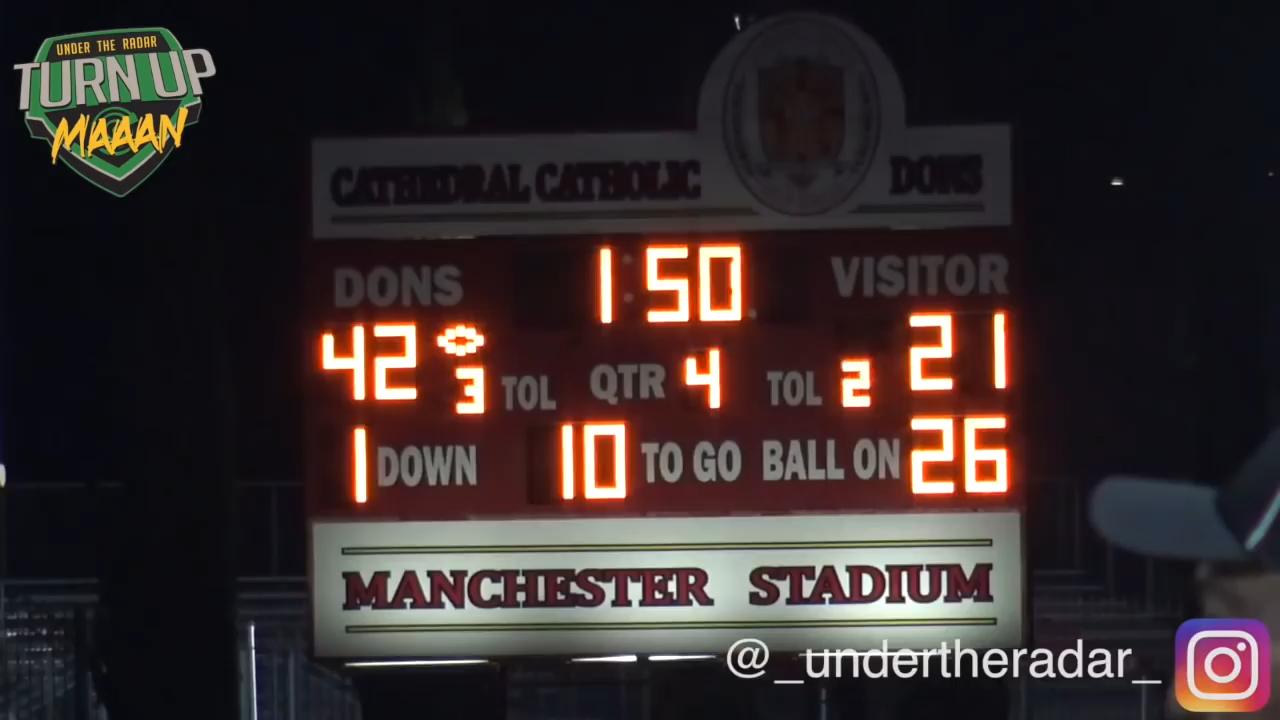 UNDER THE RADAR
TURN UP
MAAAN
CATHEDRAL CATHOLIC DONS
DONS 1:50 VISITOR
42 3 TOL QTR 4 TOL 2 21
1 DOWN 10 TO GO BALL ON 26
MANCHESTER STADIUM
@_undertheradar_